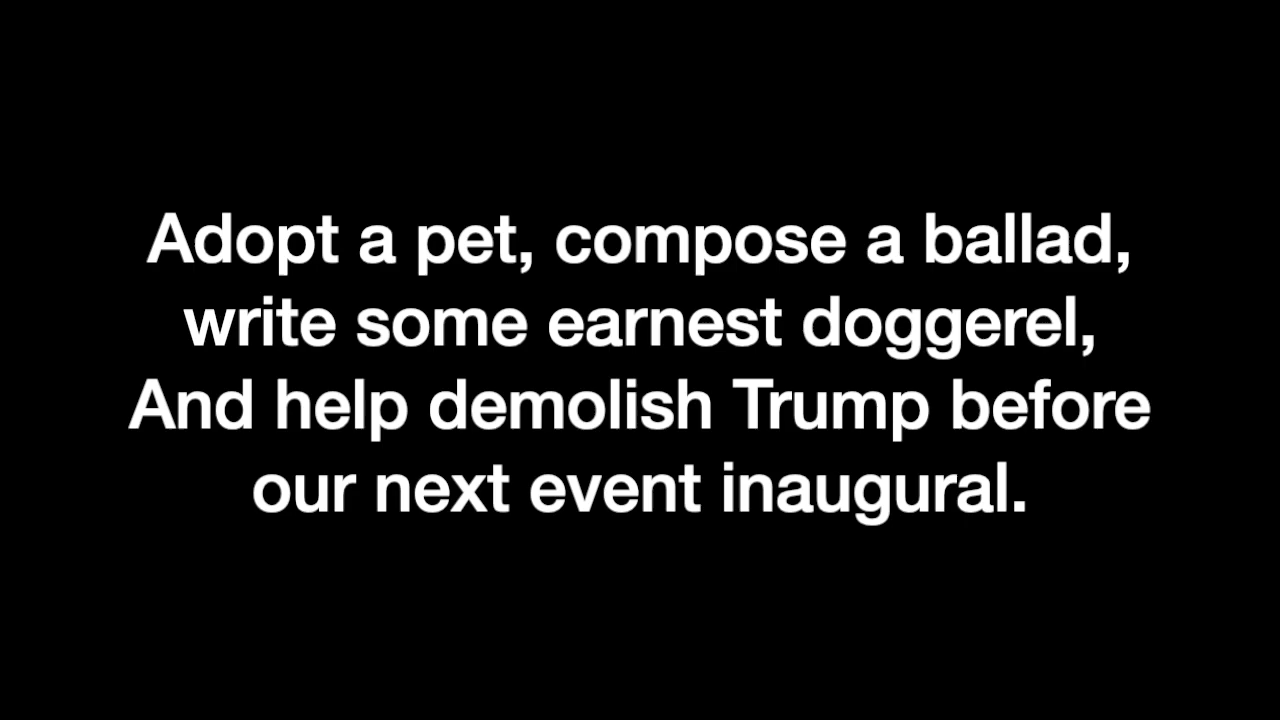 Adopt a pet, compose a ballad,
write some earnest doggerel,
And help demolish Trump before
our next event inaugural.